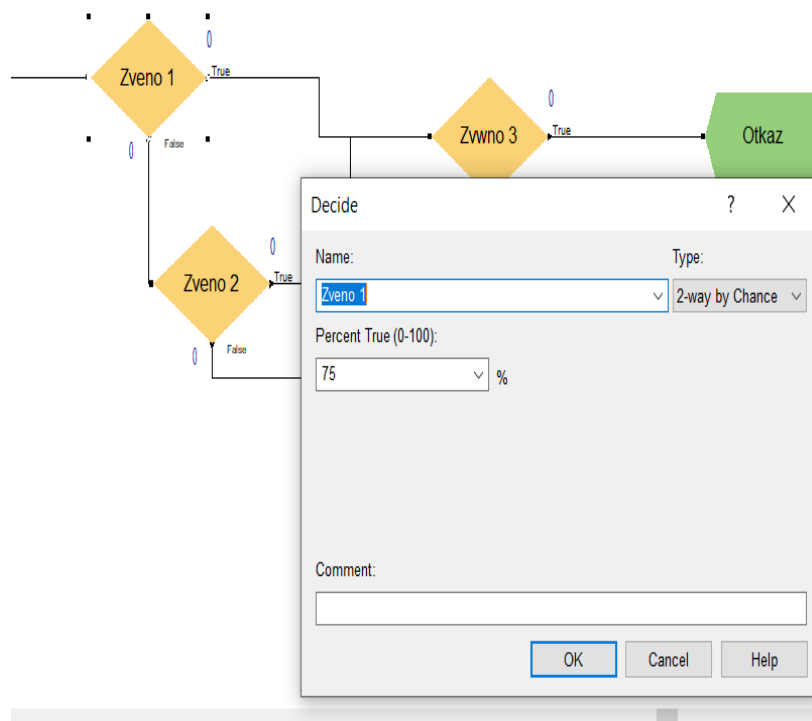 0
Zveno 1
True
0
False
0
Zvwno 3
True
Otkaz
0
Zveno 2
True
0
False
Decide
?
X
Name:
Type:
Zveno 1
2-way by Chance
Percent True (0-100):
75
%
Comment:
OK
Cancel
Help